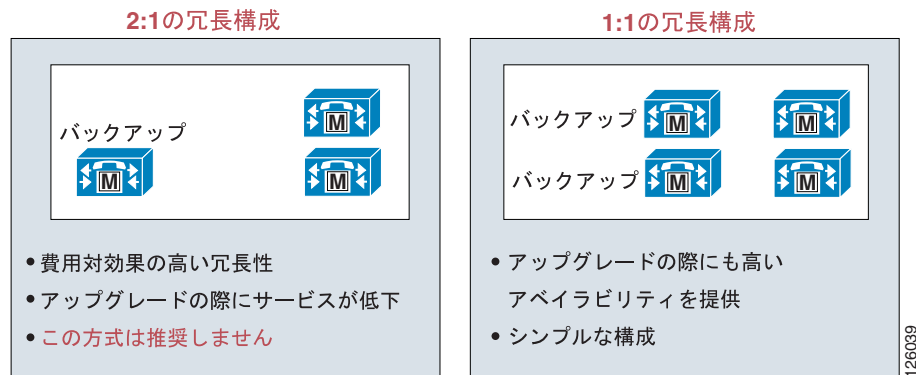 2:1の冗長構成
バックアップ
M
M
M
•費用対効果の高い冗長性
•アップグレードの際にサービスが低下
•この方式は推奨しません
1:1の冗長構成
バックアップ
M
M
バックアップ
M
M
•アップグレードの際にも高い
アベイラビリティを提供
•シンプルな構成
126039